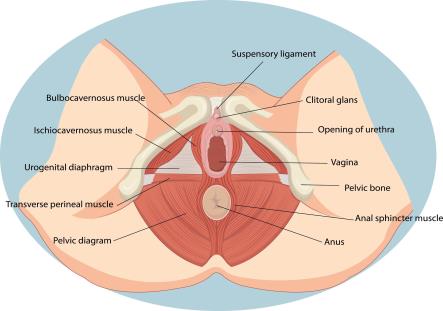 Suspensory ligament
Bulbocavernosus muscle
Clitoral glans
Ischiocavernosus muscle
Opening of urethra
Urogenital diaphragm
Vagina
Pelvic bone
Transverse perineal muscle
Anal sphincter muscle
Pelvic diagram
Anus